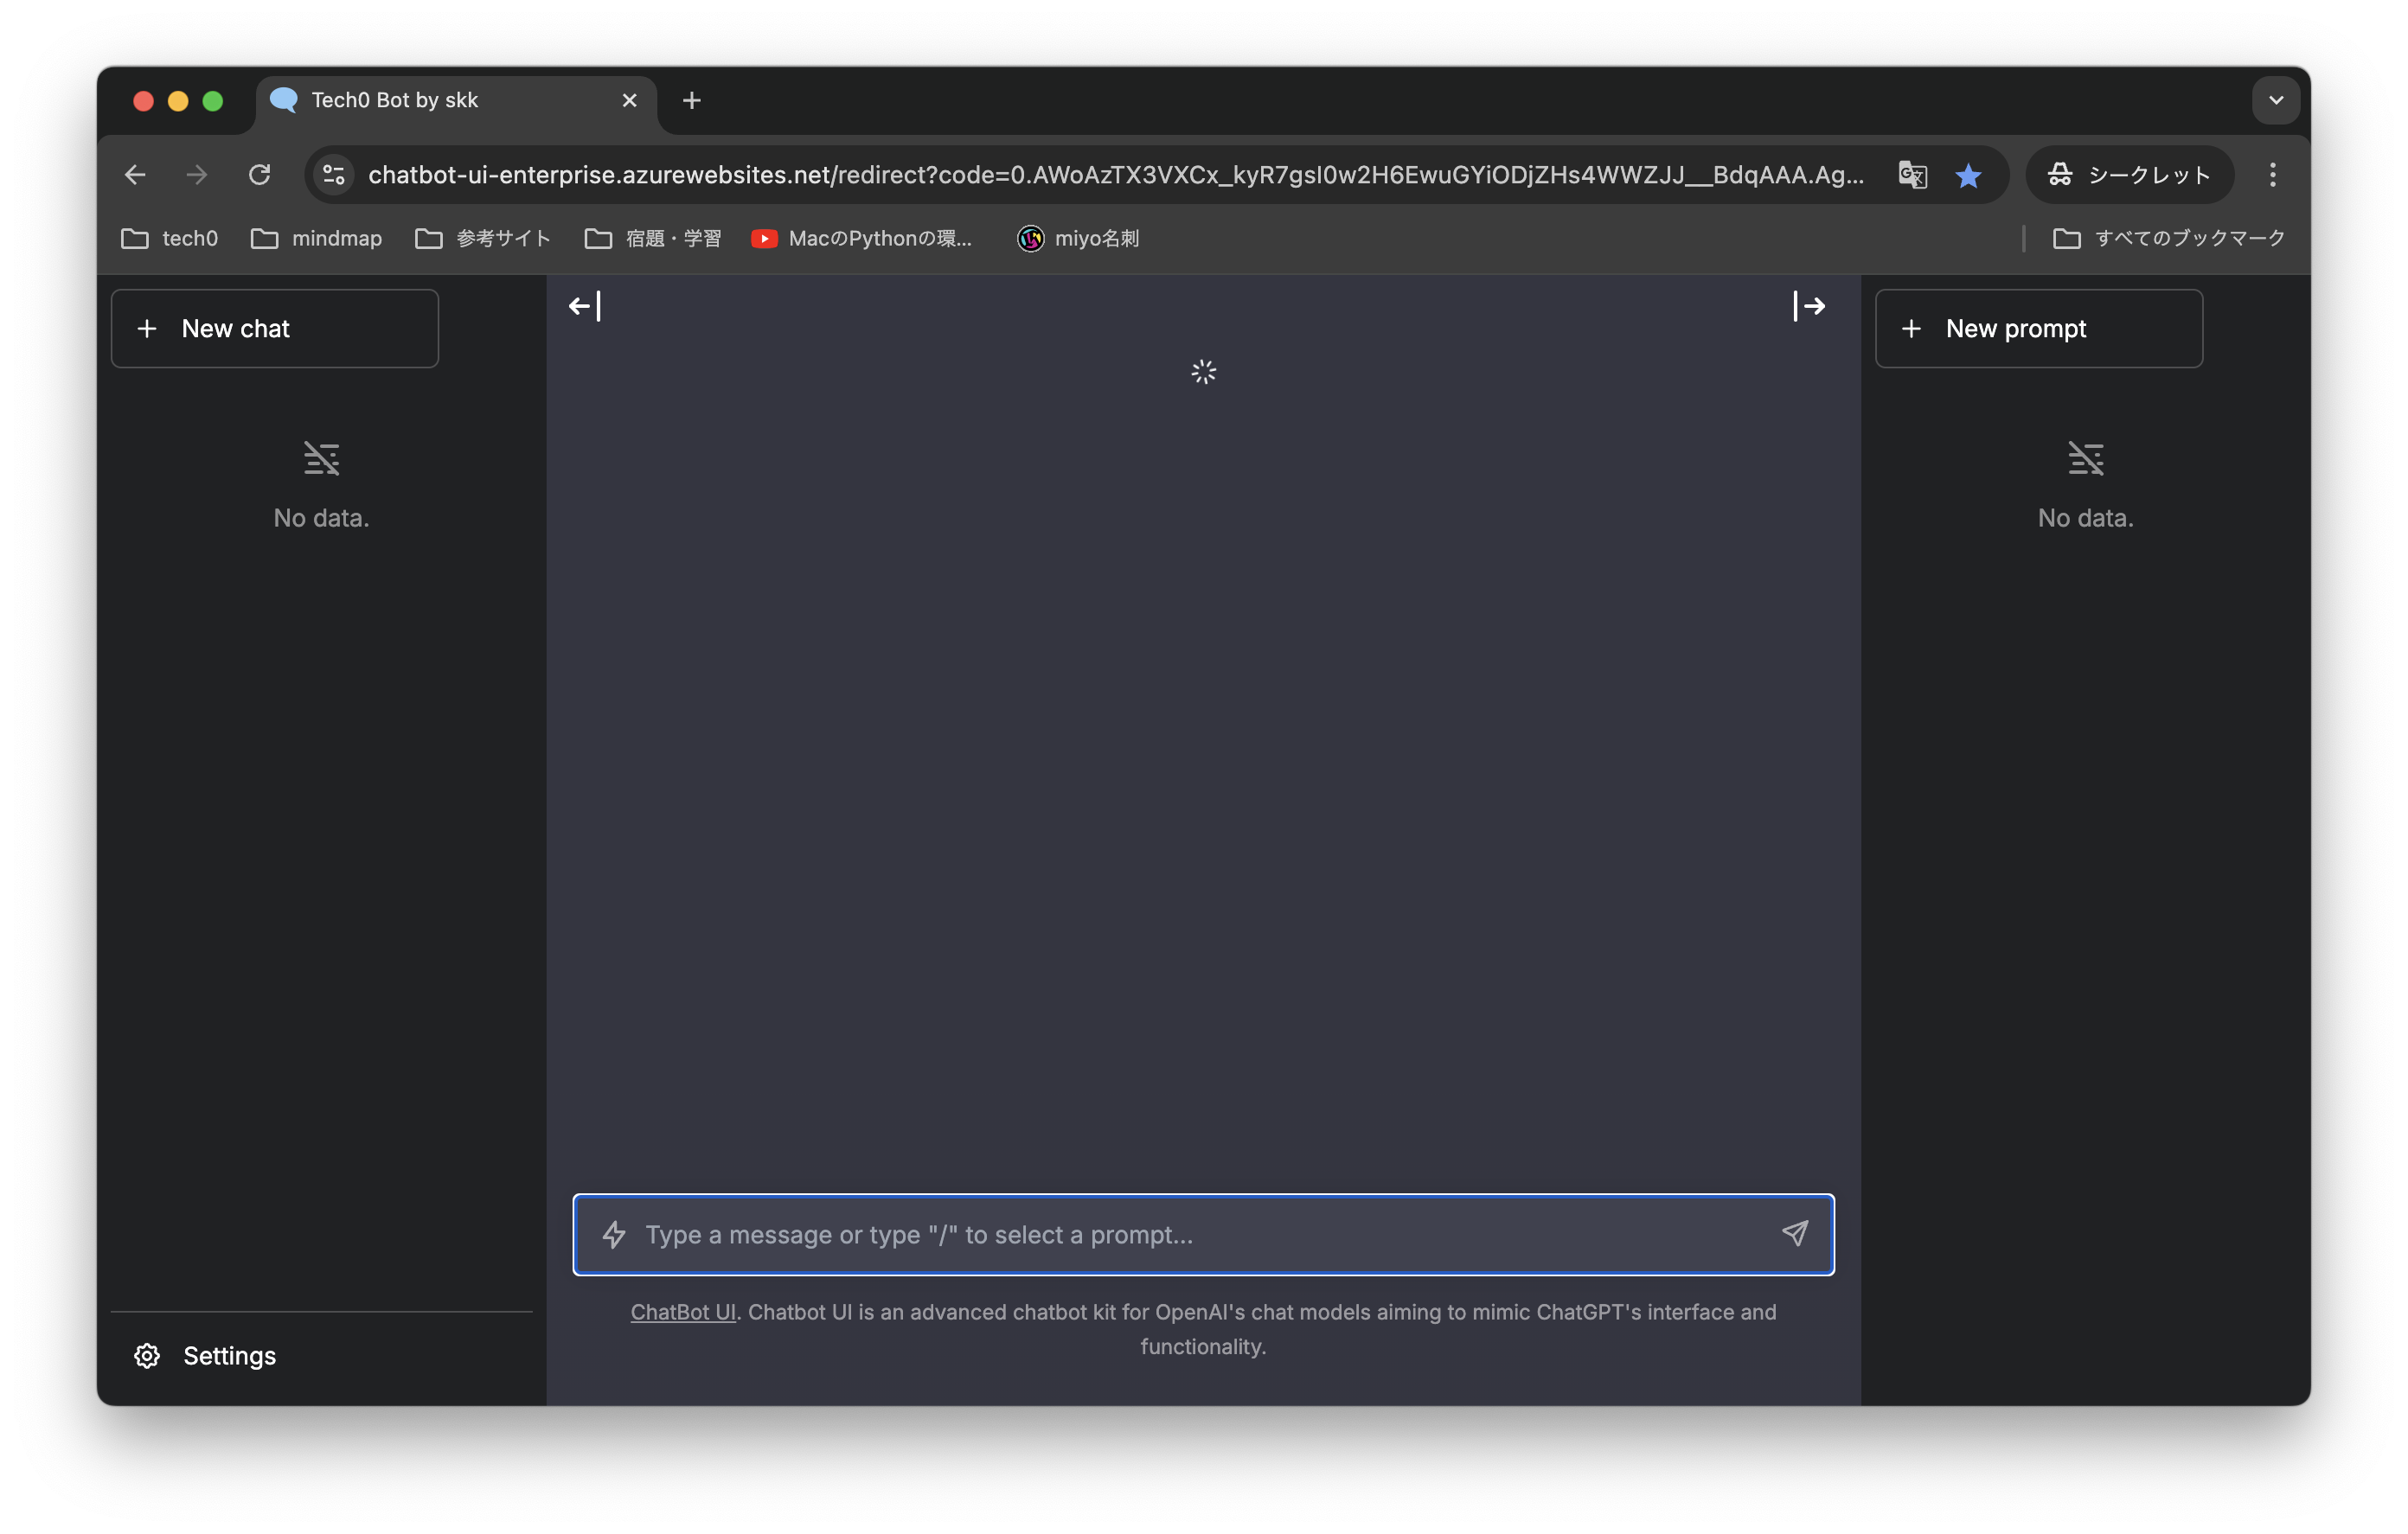 Tech0 Bot by skk
chatbot-ui-enterprise.azurewebsites.net/redirect?code=0.AWoAzTX3VXCx_kyR7gsI0w2H6EwuGYiODjZHs4WWZJJ__BdqAAA.Ag...
シークレット
tech0
mindmap
参考サイト
宿題・学習
MacのPythonの環...
miyo名刺
すべてのブックマーク
New chat
New prompt
No data.
No data.
Type a message or type "/" to select a prompt...
ChatBot UI. Chatbot UI is an advanced chatbot kit for OpenAI's chat models aiming to mimic ChatGPT's interface and
functionality.
Settings